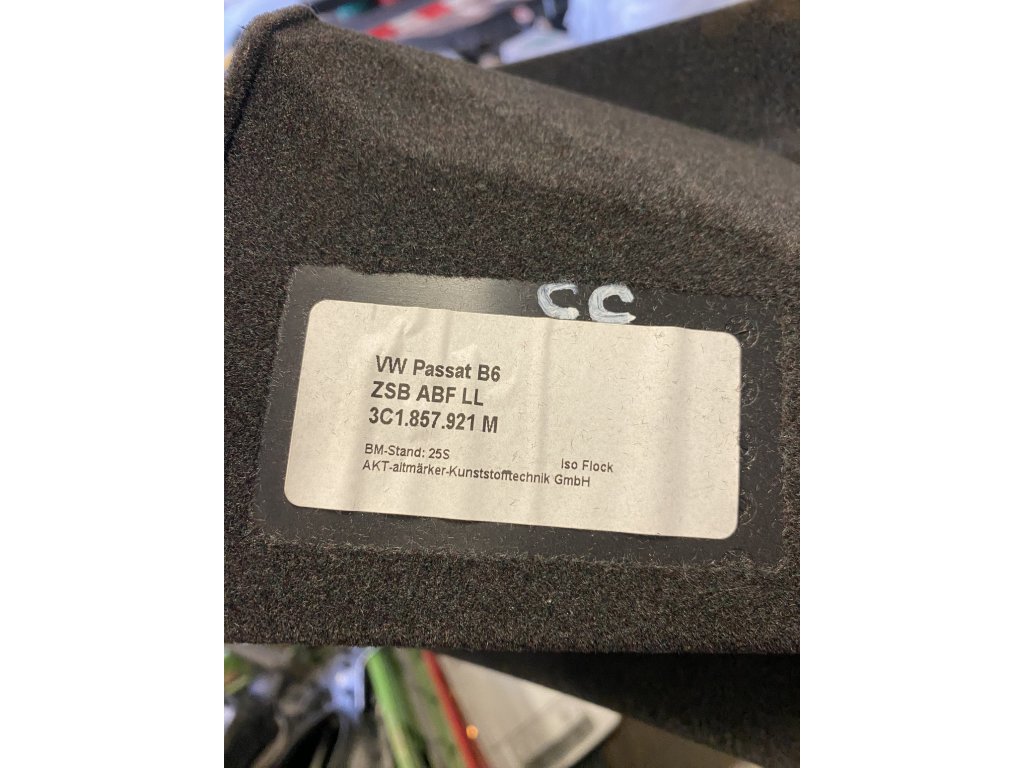 CC
VW Passat B6
ZSB ABF LL
3C1.857.921 M
BM-Stand: 25S
Iso Flock
AKT-altmärker-Kunststofftechnik GmbH